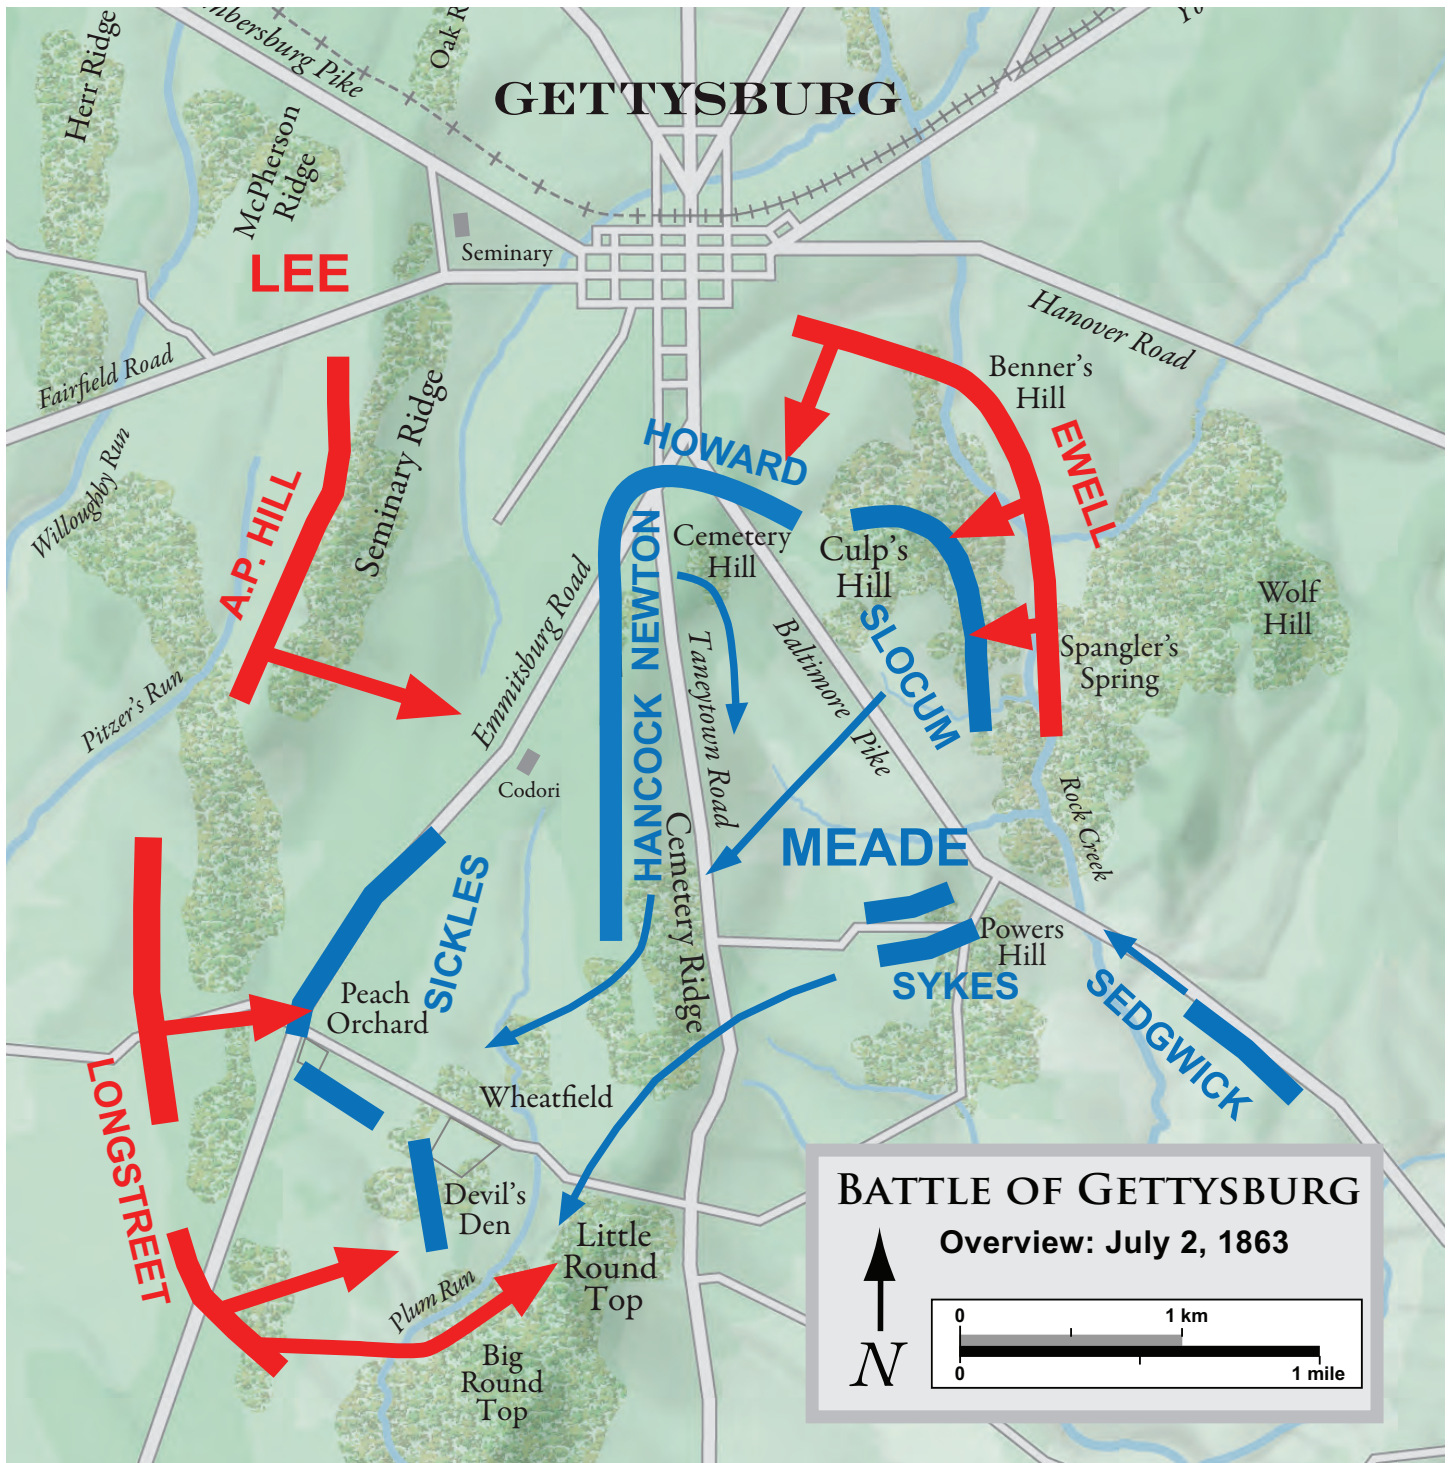 mbersburg Pike
Oak R
Yo
Herr Ridge
GETTYSBURG
McPherson
Ridge
Seminary
LEE
Hanover Road
Fairfield Road
Benner's
Hill
Seminary Ridge
HOWARD
EWELL
Willoughby Run
A.P. HILL
Cemetery
Hill
Culp's
Hill
NEWTON
Wolf
Hill
Emmitsburg Road
Taneytown Road
Baltimore Pike
SLOCUM
Spangler's
Spring
Pitzer's Run
HANCOCK
Codori
Rock Creek
MEADE
Cemetery Ridge
SICKLES
Powers
Hill
SYKES
Peach
Orchard
SEDGWICK
LONGSTREET
Wheatfield
Devil's
Den
Little
Round
Top
Plum Run
Big
Round
Top
BATTLE OF GETTYSBURG
Overview: July 2, 1863
N
0 1 km
0 1 mile